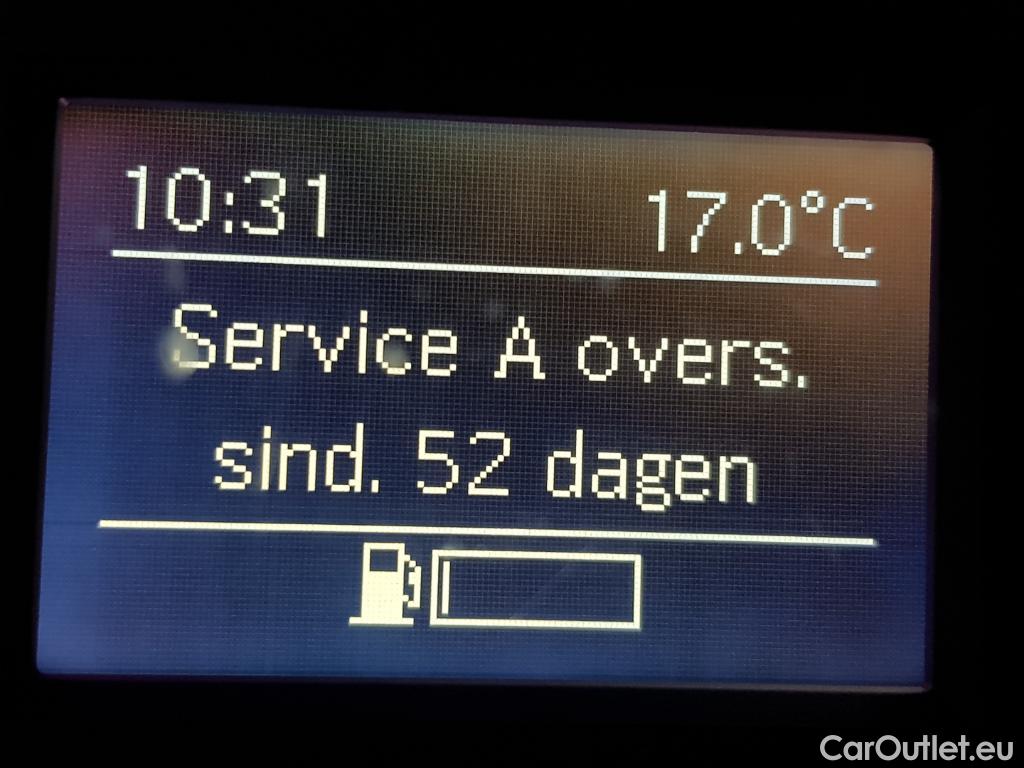 10:31 17.0°C
Service A overs.
sind. 52 dagen
CarOutlet.eu